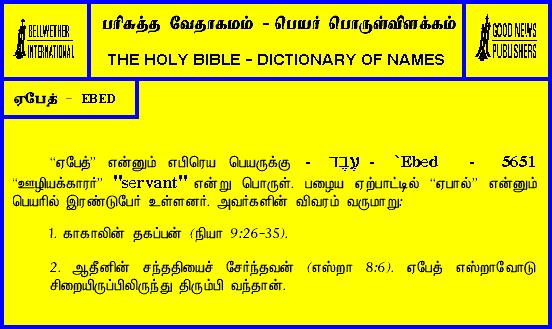 BELLWETHER
INTERNATIONAL
பரிசுத்த வேதாகமம் - பெயர் பொருள்விளக்கம்
THE HOLY BIBLE - DICTIONARY OF NAMES
GOOD NEWS
PUBLISHERS
ஏபேத் - EBED
“ஏபேத்” என்னும் எபிரெய பெயருக்கு - עֶבֶד - `Ebed - 5651
“ஊழியக்காரர்” "servant" என்று பொருள். பழைய ஏற்பாட்டில் “ஏபால்” என்னும்
பெயரில் இரண்டுபேர் உள்ளனர். அவர்களின் விவரம் வருமாறு:
1. காகாலின் தகப்பன் (நியா 9:26-35).
2. ஆதீனின் சந்ததியைச் சேர்ந்தவன் (எஸ்றா 8:6). ஏபேத் எஸ்றாவோடு
சிறையிருப்பிலிருந்து திரும்பி வந்தான்.